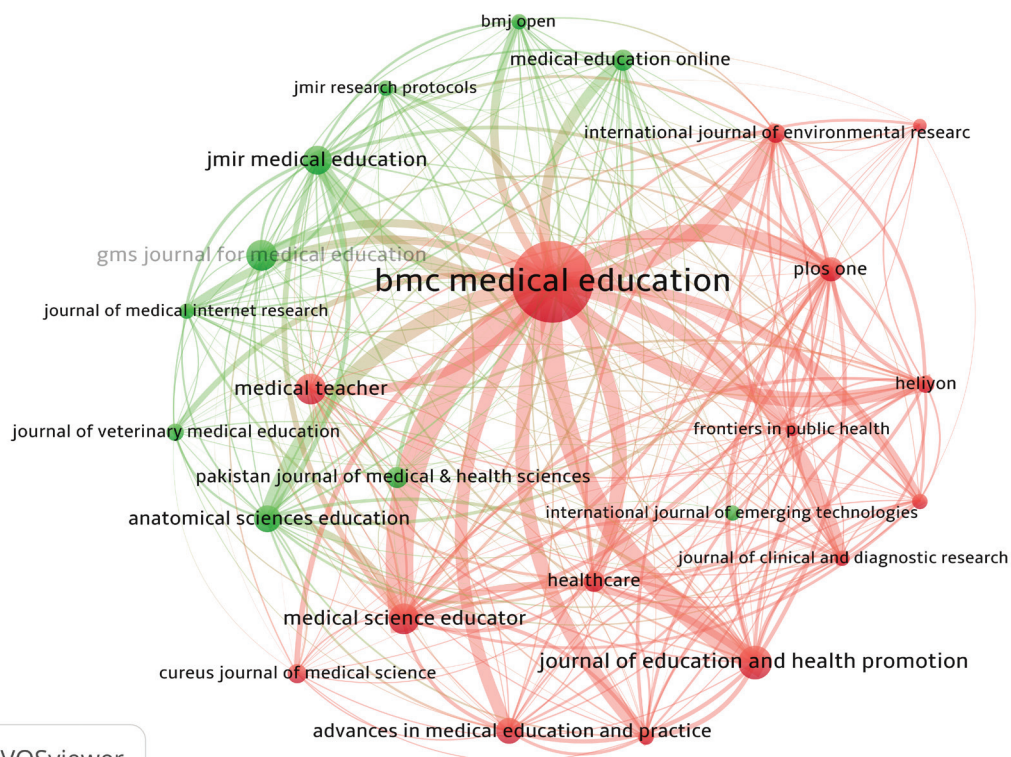 bmj open
medical education online
jmir research protocols
international journal of environmental researc
jmir medical education
gms journal for medical education
plos one
bmc medical education
journal of medical internet research
heliyon
medical teacher
frontiers in public health
journal of veterinary medical education
pakistan journal of medical & health sciences
international journal of emerging technologies
anatomical sciences education
journal of clinical and diagnostic research
healthcare
medical science educator
journal of education and health promotion
cureus journal of medical science
advances in medical education and practice
VOSviewer